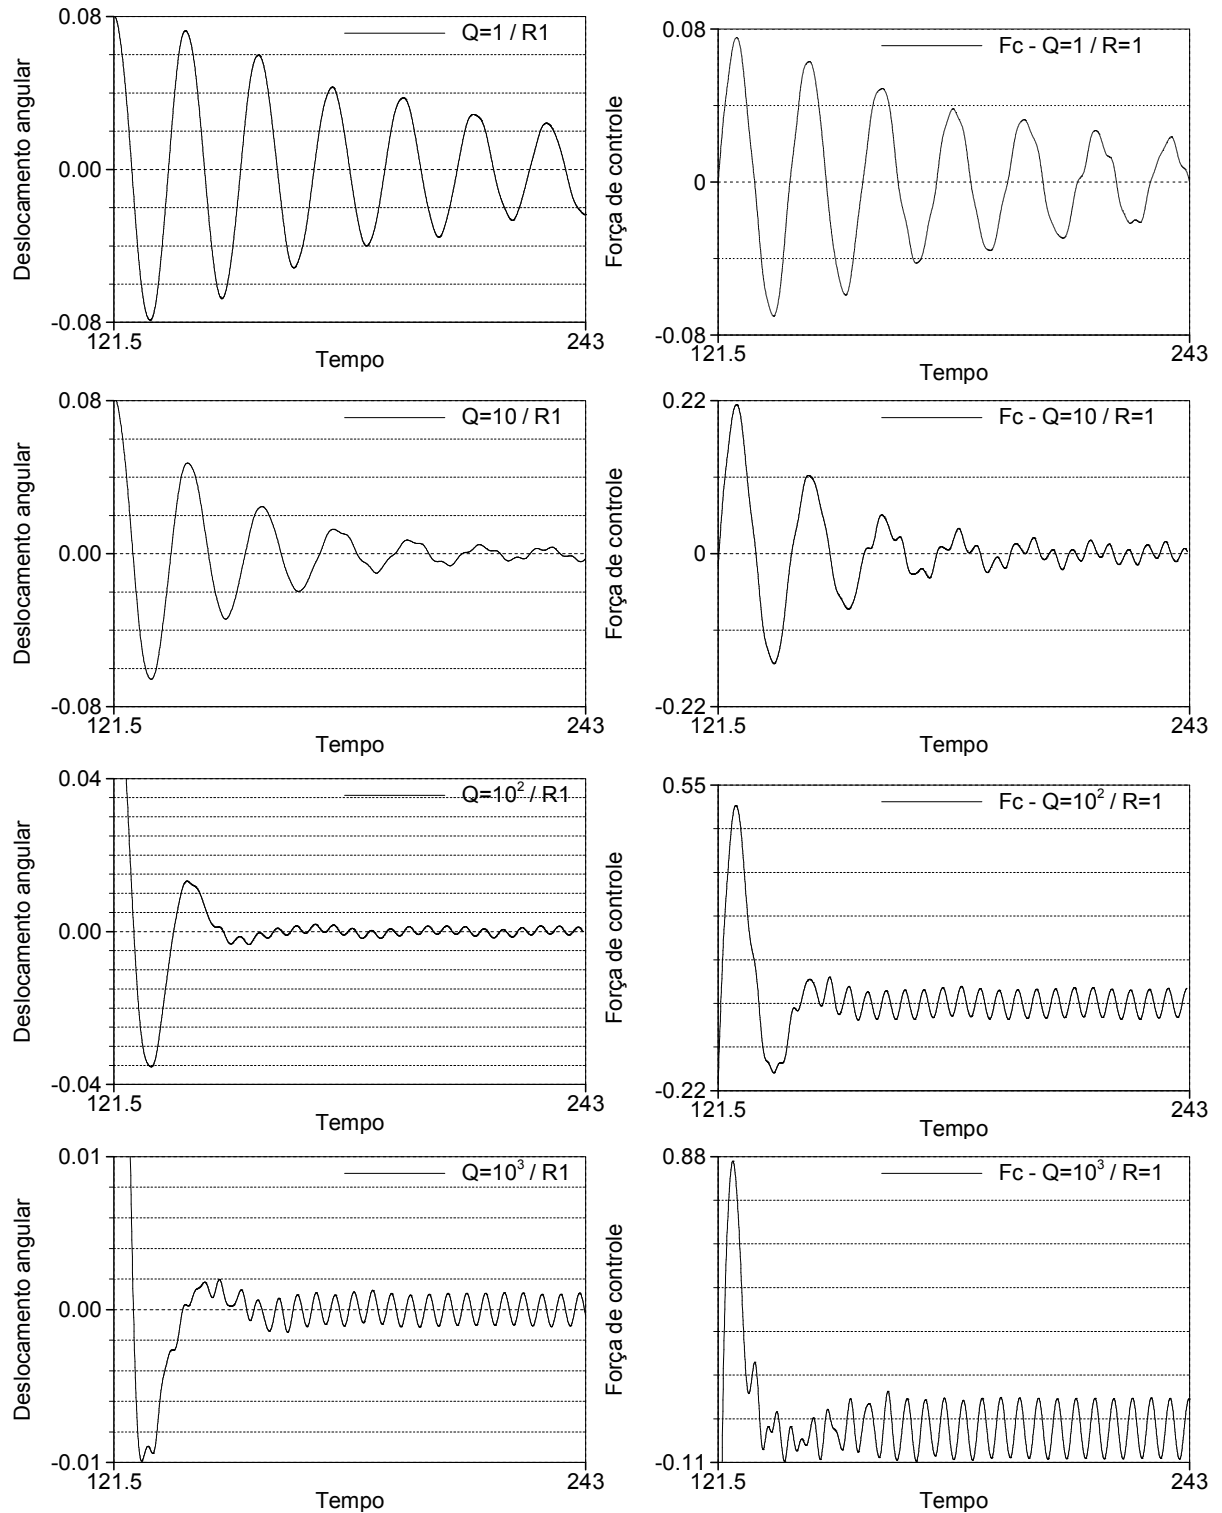 0.08
Q=1 / R1
Deslocamento angular
0.00
-0.08
121.5
243
Tempo
0.08
Fc - Q=1 / R=1
Força de controle
0
-0.08
121.5
243
Tempo
0.08
Q=10 / R1
Deslocamento angular
0.00
-0.08
121.5
243
Tempo
0.22
Fc - Q=10 / R=1
Força de controle
0
-0.22
121.5
243
Tempo
0.04
Q=10² / R1
Deslocamento angular
0.00
-0.04
121.5
243
Tempo
0.55
Fc - Q=10² / R=1
Força de controle
-0.22
121.5
243
Tempo
0.01
Q=10³ / R1
Deslocamento angular
0.00
-0.01
121.5
243
Tempo
0.88
Fc - Q=10³ / R=1
Força de controle
-0.11
121.5
243
Tempo